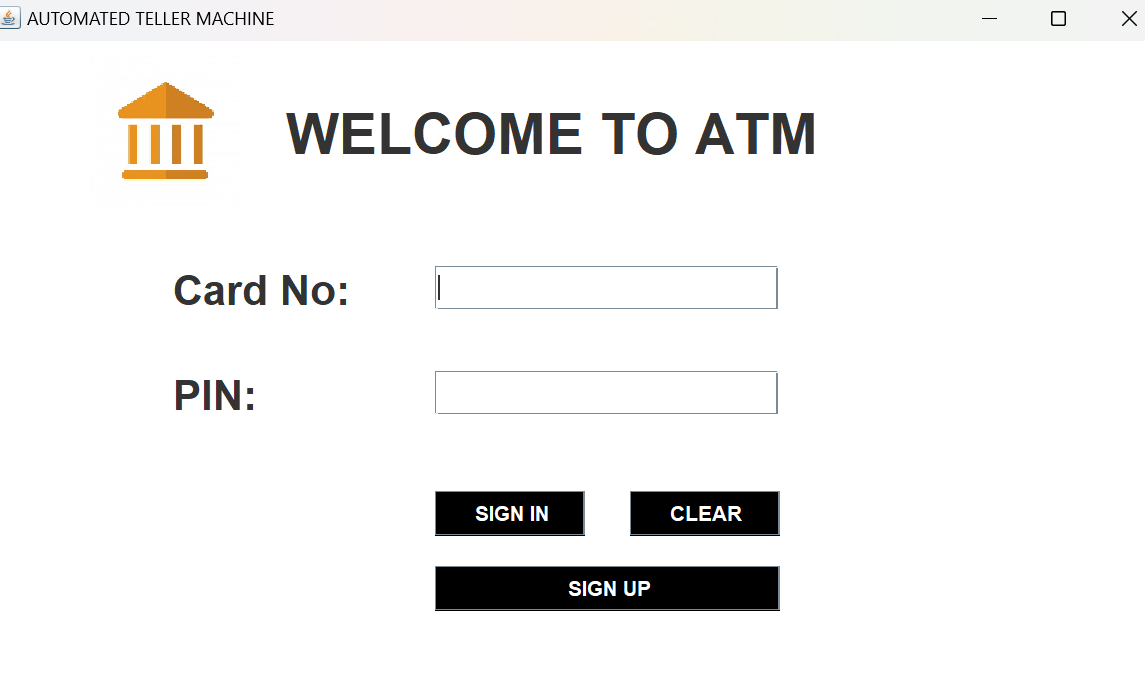 AUTOMATED TELLER MACHINE
WELCOME TO ATM
Card No:
PIN:
SIGN IN
CLEAR
SIGN UP